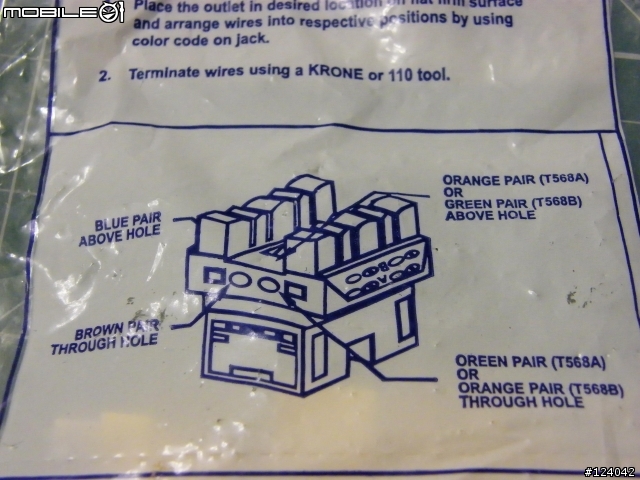 MOBILE01
Place the outlet in desired location on flat firm surface
and arrange wires into respective positions by using
color code on jack.
2. Terminate wires using a KRONE or 110 tool.
ORANGE PAIR (T568A)
OR
GREEN PAIR (T568B)
ABOVE HOLE
BLUE PAIR
ABOVE HOLE
B
A
BROWN PAIR
THROUGH HOLE
OREEN PAIR (T568A)
OR
ORANGE PAIR (T568B)
THROUGH HOLE
#124042